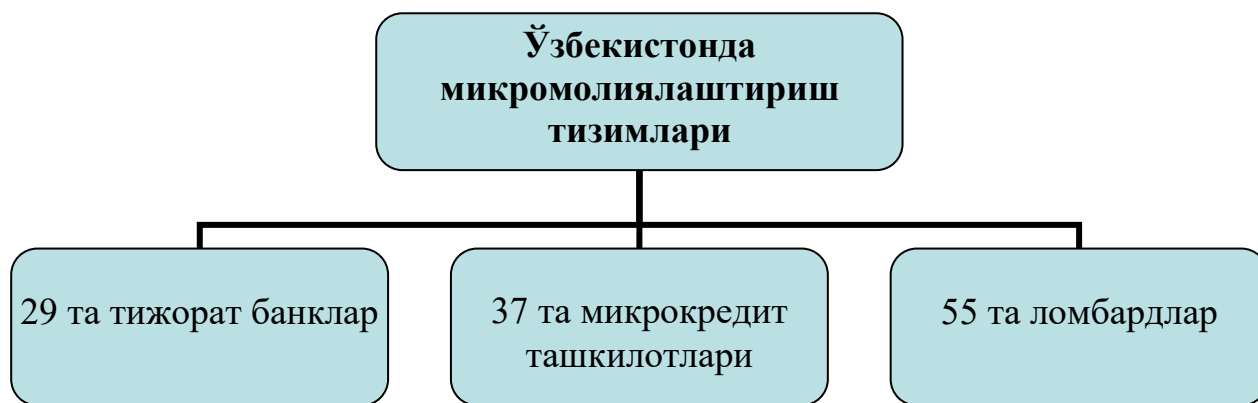 Ўзбекистонда
микромолиялаштириш
тизимлари
29 та тижорат банклар
37 та микрокредит
ташкилотлари
55 та ломбардлар